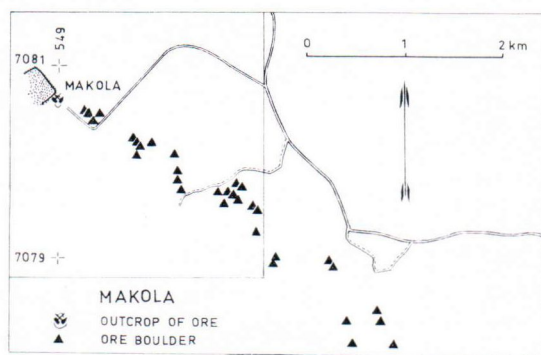 549
7081
MAKOLA
0 1 2 km
7079
MAKOLA
OUTCROP OF ORE
ORE BOULDER